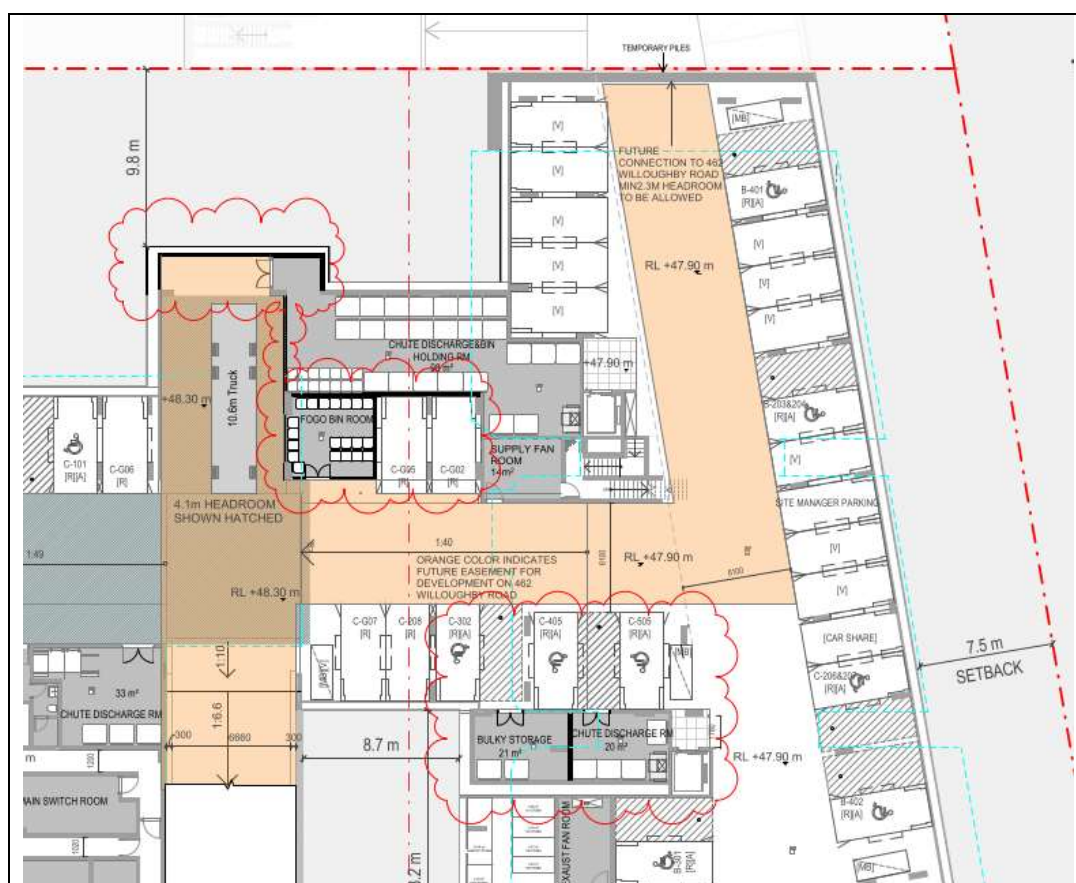 TEMPORARY PILES
9.8 m
[V]
[MB]
[V]
FUTURE
CONNECTION TO 462
WILLOUGHBY ROAD
MIN2.3M HEADROOM
TO BE ALLOWED
B-401
[R][A]
[V]
[V]
[V]
RL +47.90 m
[V]
[V]
[V]
CHUTE DISCHARGE&BIN
HOLDING RM
+47.90 m
+48.30 m
10.6m Truck
FOGO BIN ROOM
B-203&204
C-101
[R][A]
C-G06
[R]
C-G05
[R]
C-G02
[R]
SUPPLY FAN
ROOM
14m²
[V]
4.1m HEADROOM
SHOWN HATCHED
SITE MANAGER PARKING
1:49
1:40
ORANGE COLOR INDICATES
FUTURE EASEMENT FOR
DEVELOPMENT ON 462
WILLOUGHBY ROAD
6100
RL +47.90 m
[V]
6100
[V]
RL +48.30 m
C-G07
[R]
C-208
[R]
C-302
[R][A]
C-405
[R][A]
C-505
[R][A]
[CAR SHARE]
7.5 m
SETBACK
1:10
[MB]
C-206&207
[R][A]
33 m²
CHUTE DISCHARGE RM
1:6.6
300
6680
300
8.7 m
BULKY STORAGE
21 m²
CHUTE DISCHARGE RM
20 m²
RL +47.90 m
1200
m
MAIN SWITCH ROOM
B-402
[R][A]
1020
EXHAUST FAN ROOM
B-301
[R][A]
[MB]